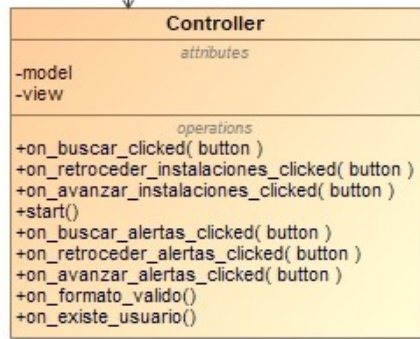 Controller
attributes
-model
-view
operations
+on_buscar_clicked( button )
+on_retroceder_instalaciones_clicked( button )
+on_avanzar_instalaciones_clicked( button )
+start()
+on_buscar_alertas_clicked( button )
+on_retroceder_alertas_clicked( button )
+on_avanzar_alertas_clicked( button )
+on_formato_valido()
+on_existe_usuario()